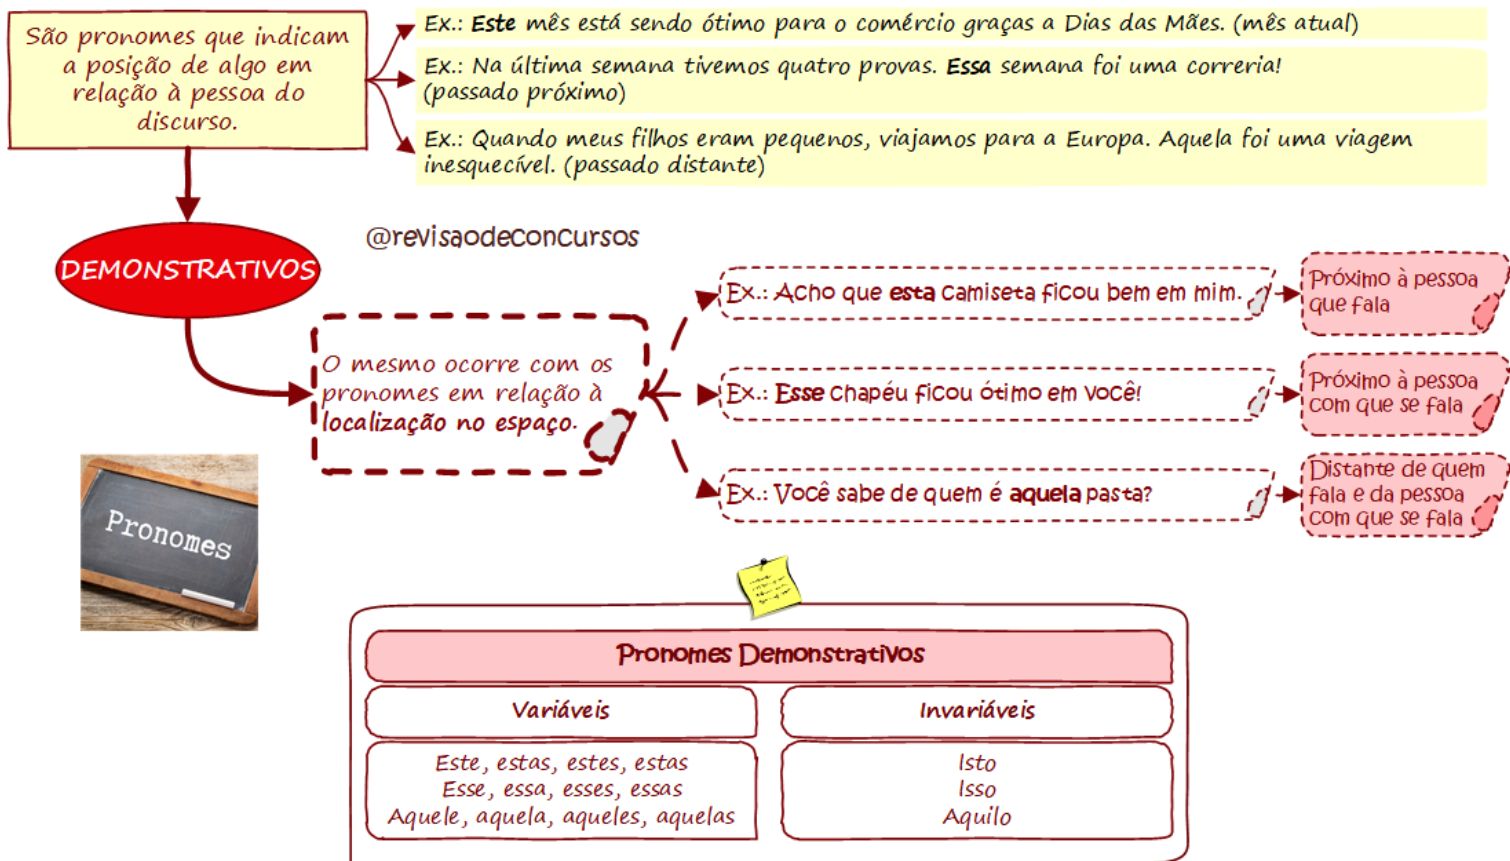 São pronomes que indicam
a posição de algo em
relação à pessoa do
discurso.
Ex.: Este mês está sendo ótimo para o comércio graças a Dias das Mães. (mês atual)
Ex.: Na última semana tivemos quatro provas. Essa semana foi uma correria!
(passado próximo)
Ex.: Quando meus filhos eram pequenos, viajamos para a Europa. Aquela foi uma viagem
inesquecível. (passado distante)
DEMONSTRATIVOS
@revisaodeconcursos
O mesmo ocorre com os
pronomes em relação à
localização no espaço.
Ex.: Acho que esta camiseta ficou bem em mim.
Próximo à pessoa
que fala
Ex.: Esse chapéu ficou ótimo em você!
Próximo à pessoa
com que se fala
Ex.: Você sabe de quem é aquela pasta?
Distante de quem
fala e da pessoa
com que se fala
Pronomes
Pronomes Demonstrativos
Variáveis
Invariáveis
Este, estas, estes, estas
Esse, essa, esses, essas
Aquele, aquela, aqueles, aquelas
Isto
Isso
Aquilo